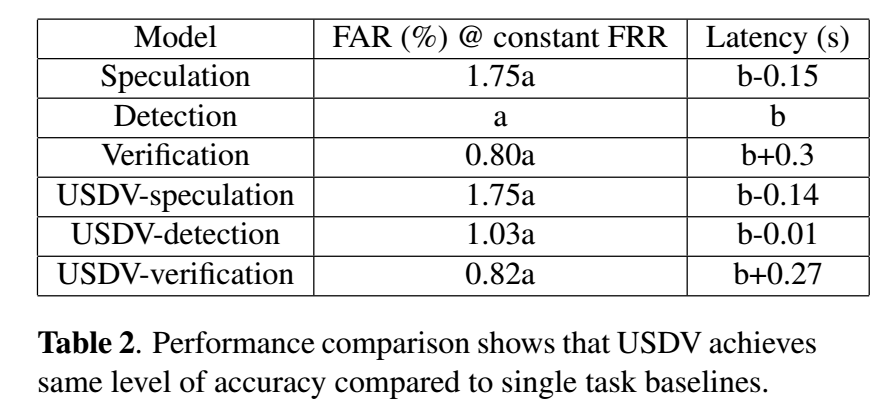 Model FAR (%) @ constant FRR Latency (s)
Speculation 1.75a b-0.15
Detection a b
Verification 0.80a b+0.3
USDV-speculation 1.75a b-0.14
USDV-detection 1.03a b-0.01
USDV-verification 0.82a b+0.27
Table 2. Performance comparison shows that USDV achieves
same level of accuracy compared to single task baselines.